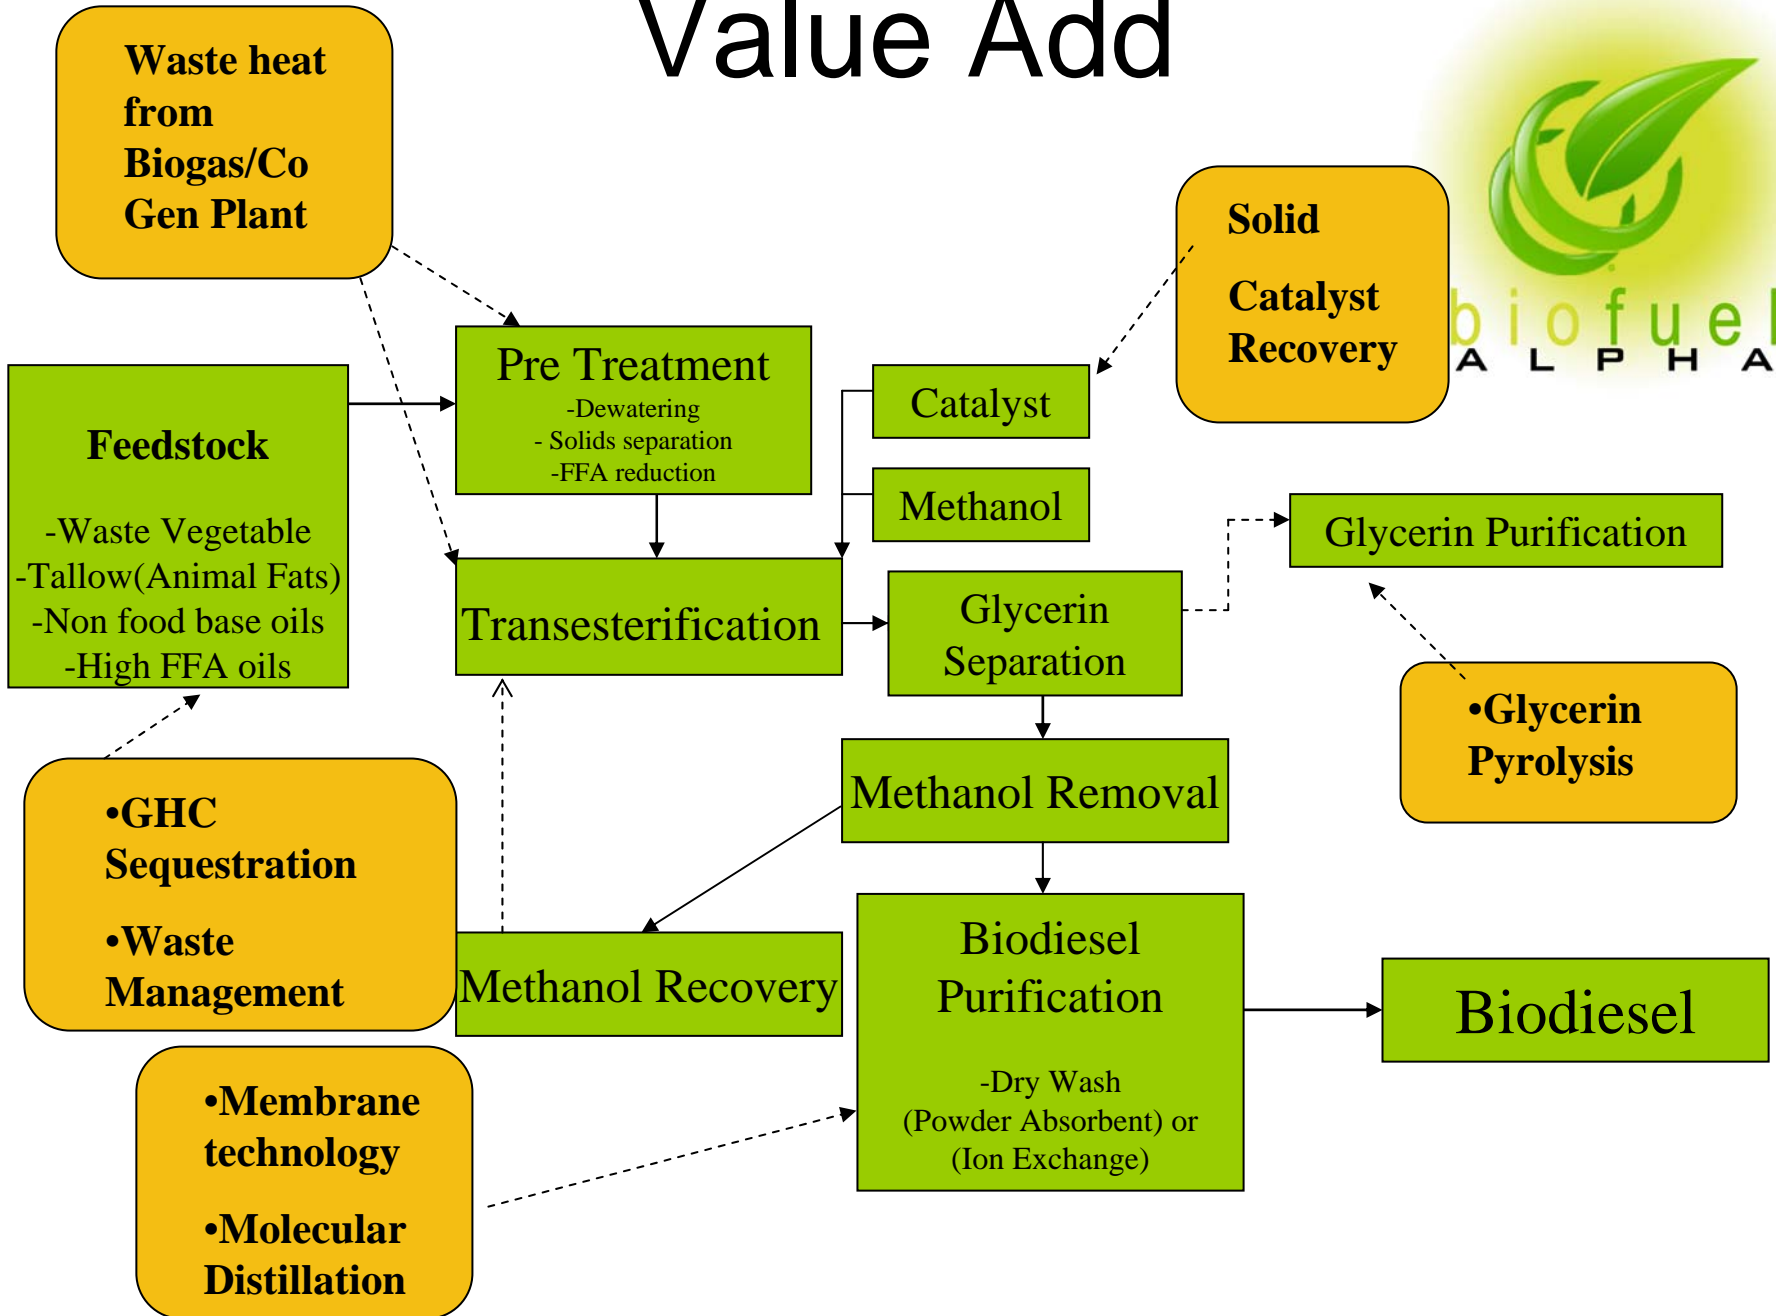 Value Add
Waste heat
from
Biogas/Co
Gen Plant
Solid
Catalyst
Recovery
biofuel
ALPHA
Pre Treatment
-Dewatering
- Solids separation
-FFA reduction
Catalyst
Methanol
Feedstock
-Waste Vegetable
-Tallow(Animal Fats)
-Non food base oils
-High FFA oils
Glycerin Purification
Transesterification
Glycerin
Separation
•Glycerin
Pyrolysis
Methanol Removal
•GHC
Sequestration
•Waste
Management
Methanol Recovery
Biodiesel
Purification
-Dry Wash
(Powder Absorbent) or
(Ion Exchange)
Biodiesel
•Membrane
technology
•Molecular
Distillation